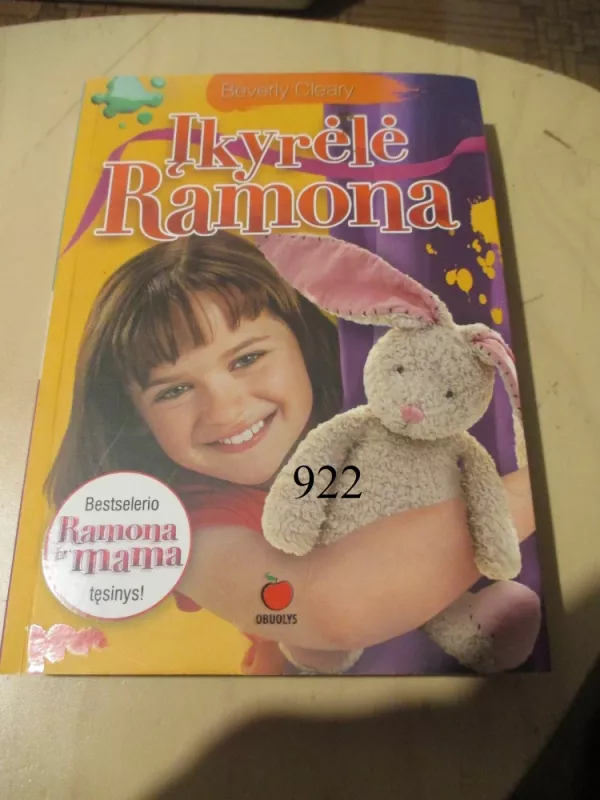 Beverly Cleary
Įkyrėlė
Ramona
922
Bestselerio
Ramona
ir mama
tęsinys!
OBUOLYS